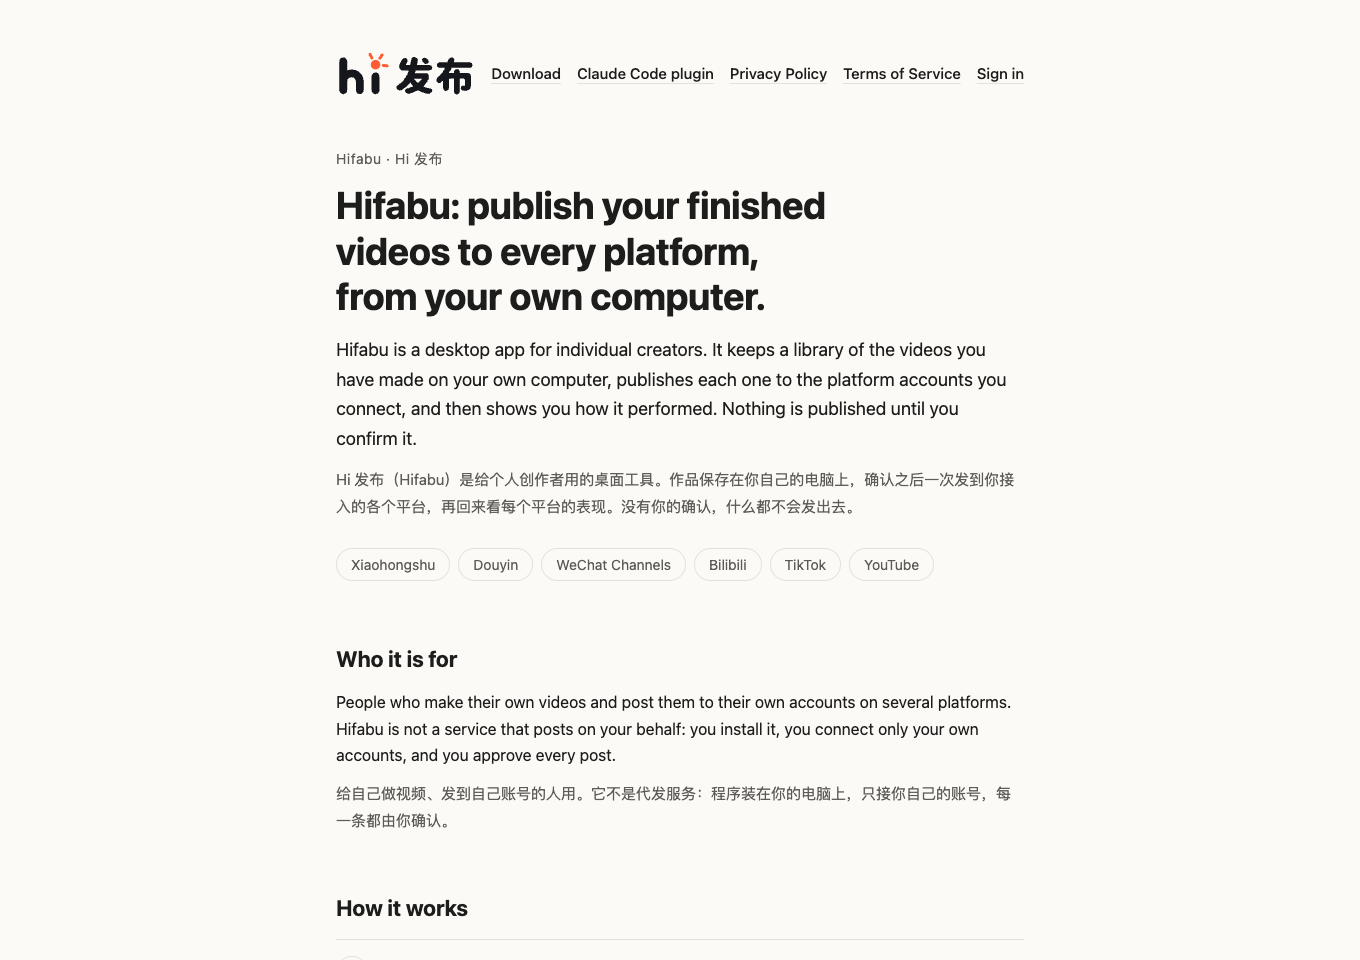 hi 发布
Download
Claude Code plugin
Privacy Policy
Terms of Service
Sign in
Hifabu · Hi 发布
Hifabu: publish your finished
videos to every platform,
from your own computer.
Hifabu is a desktop app for individual creators. It keeps a library of the videos you
have made on your own computer, publishes each one to the platform accounts you
connect, and then shows you how it performed. Nothing is published until you
confirm it.
Hi 发布（Hifabu）是给个人创作者用的桌面工具。作品保存在你自己的电脑上，确认之后一次发到你接
入的各个平台，再回来看每个平台的表现。没有你的确认，什么都不会发出去。
Xiaohongshu
Douyin
WeChat Channels
Bilibili
TikTok
YouTube
Who it is for
People who make their own videos and post them to their own accounts on several platforms.
Hifabu is not a service that posts on your behalf: you install it, you connect only your own
accounts, and you approve every post.
给自己做视频、发到自己账号的人用。它不是代发服务：程序装在你的电脑上，只接你自己的账号，每
一条都由你确认。
How it works